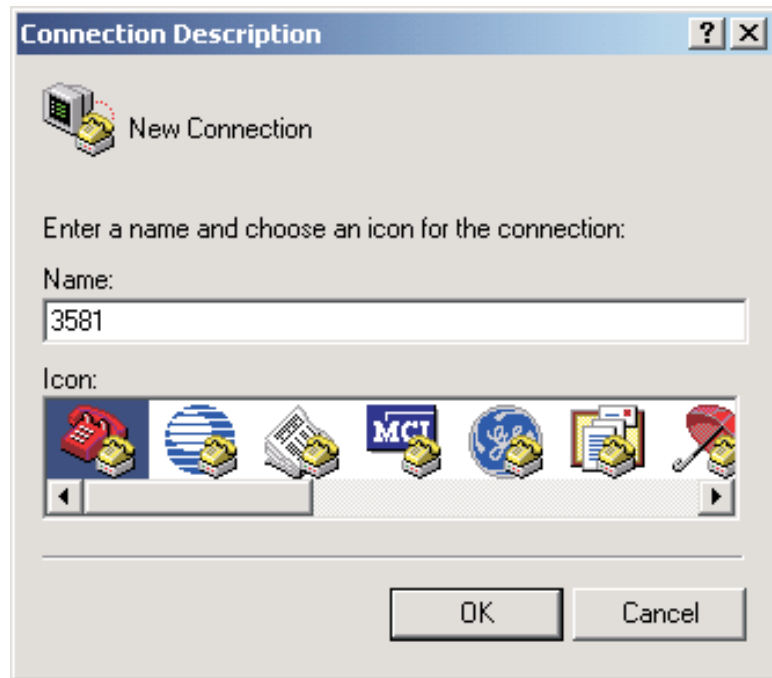 Connection Description
New Connection
Enter a name and choose an icon for the connection:
Name:
3581
Icon:
MCI
OK Cancel